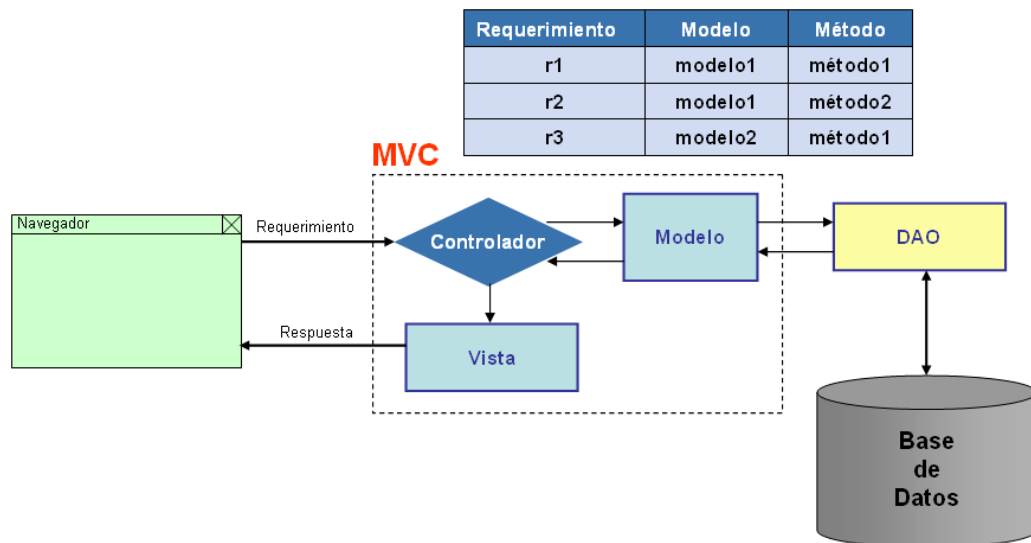 Requerimiento Modelo Método
r1 modelo1 método1
r2 modelo1 método2
r3 modelo2 método1
MVC
Navegador
Requerimiento
Controlador
Modelo
DAO
Respuesta
Vista
Base
de
Datos